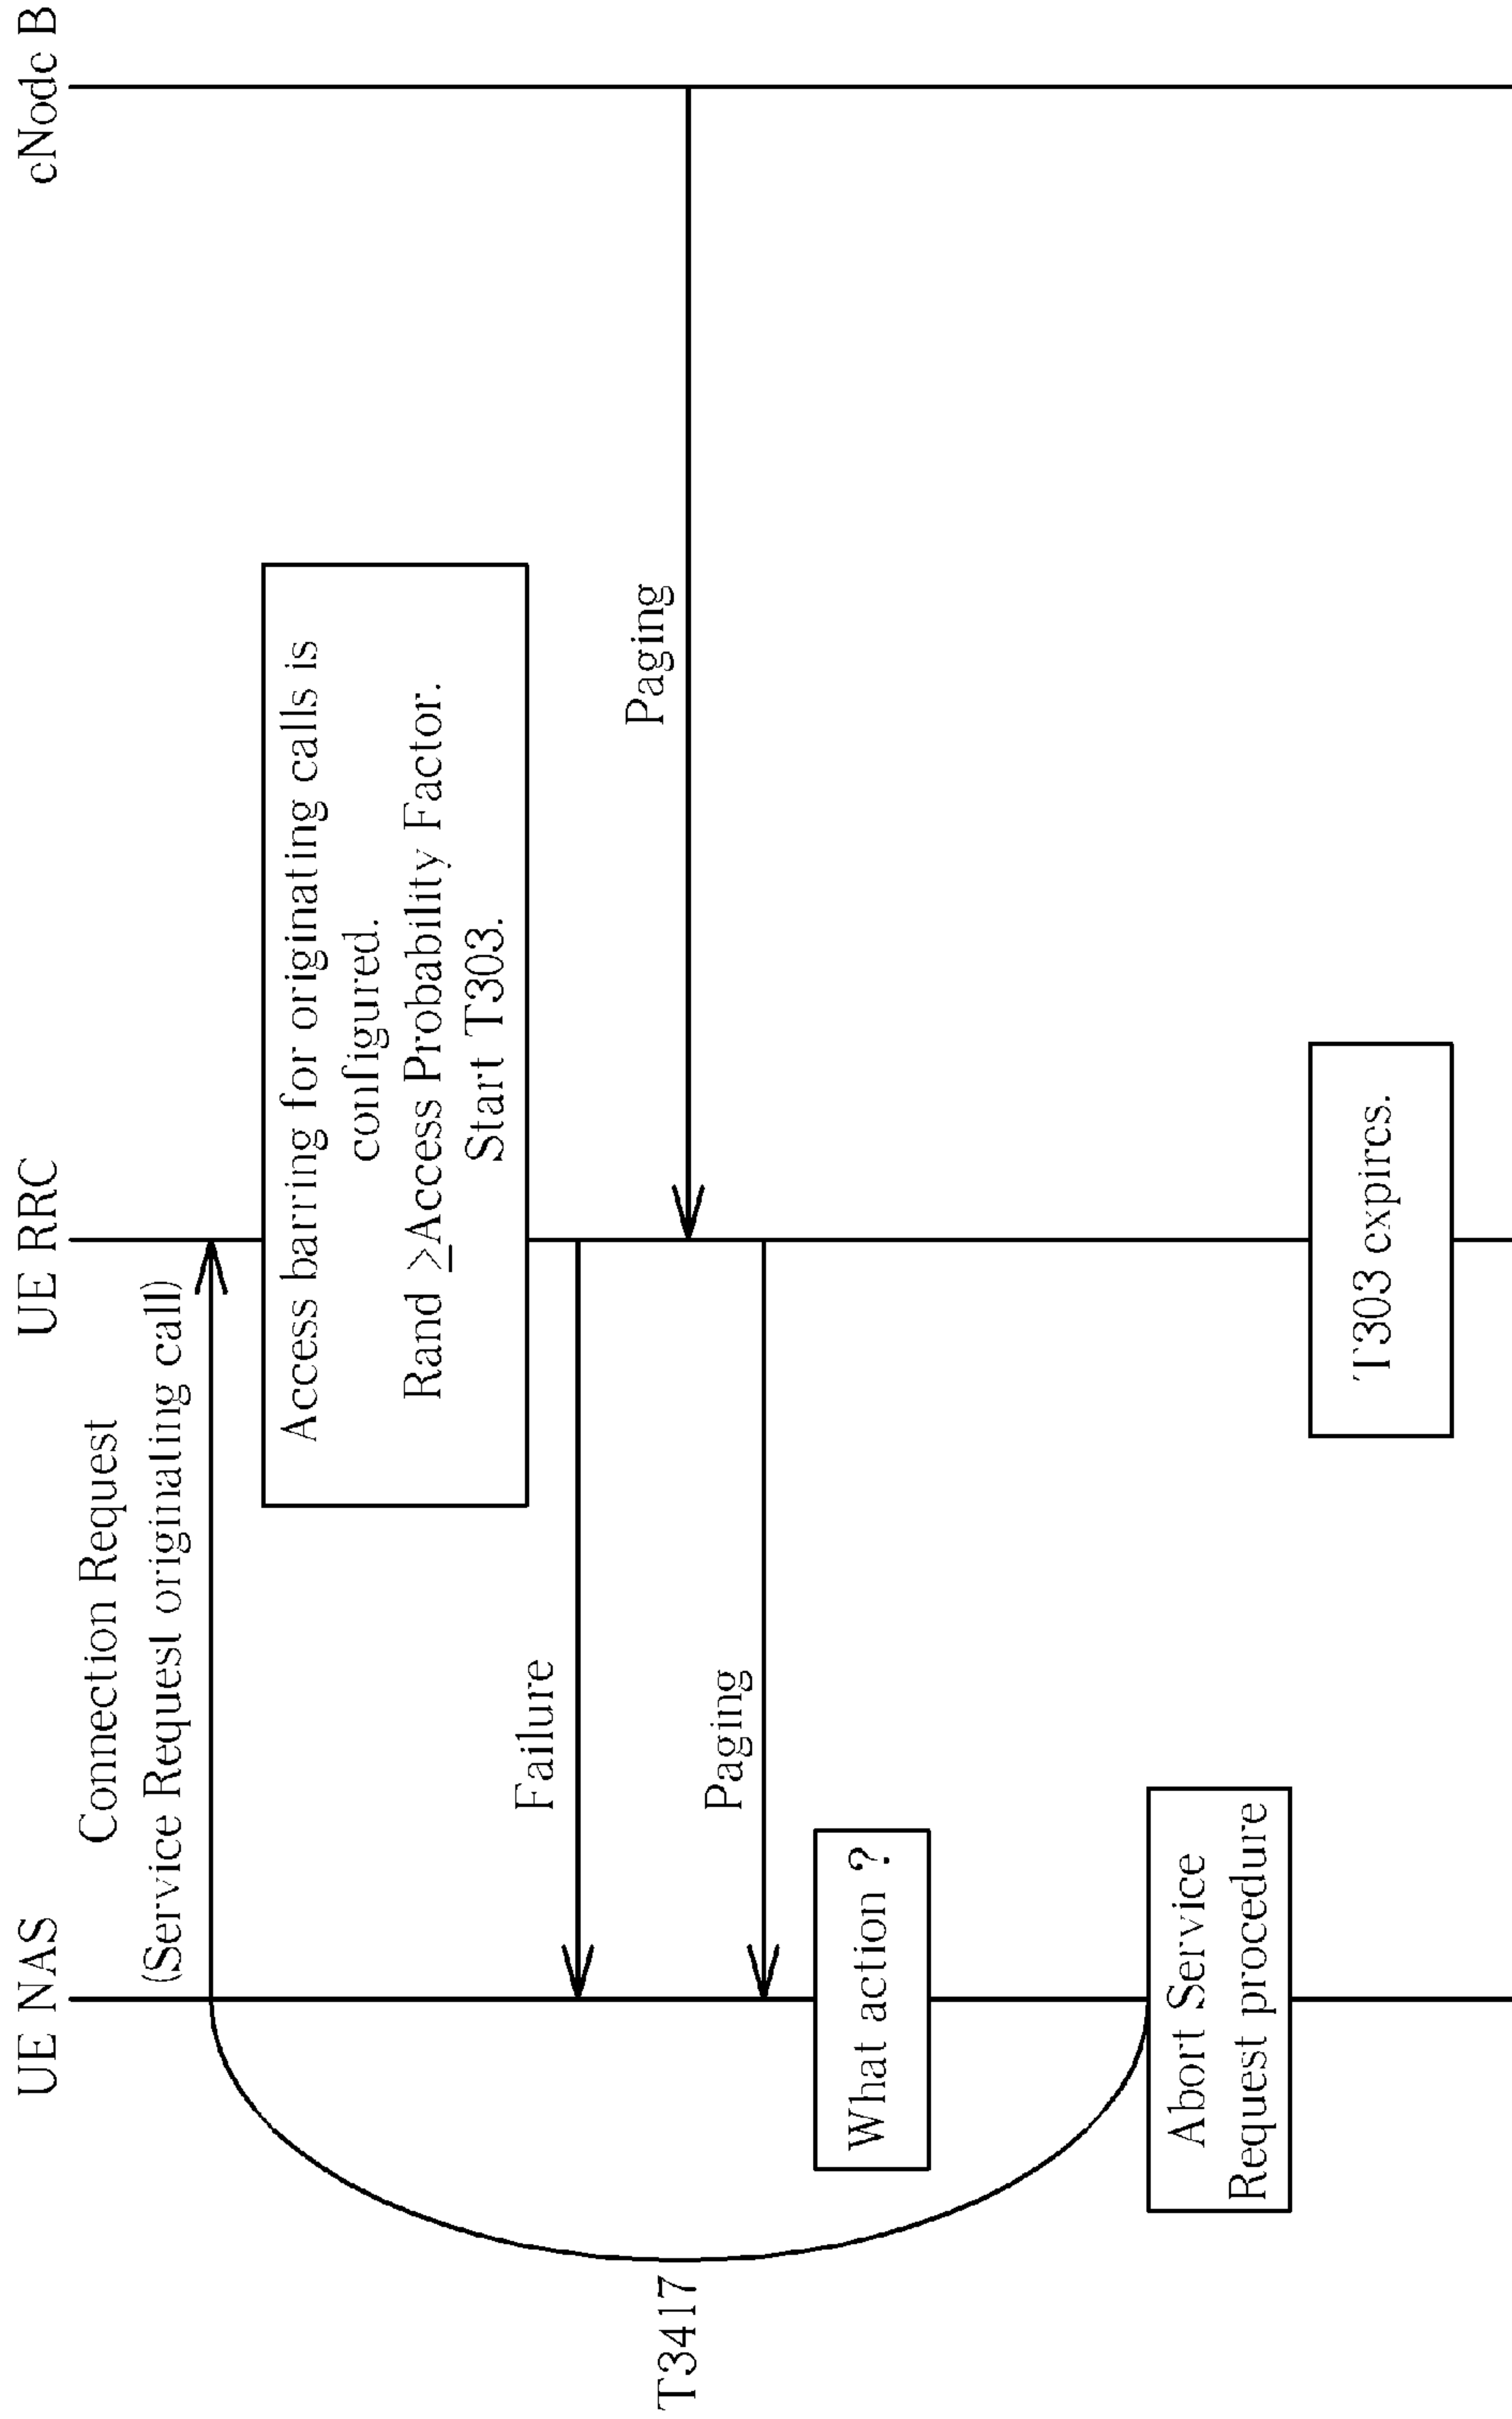 UE NAS
UE RRC
eNode B
Connection Request
(Service Request originating call)
Access barring for originating calls is
configured.
Rand ≥Access Probability Factor.
Start T303.
Failure
Paging
T3417
Paging
What action ?
Abort Service
Request procedure
T303 expires.